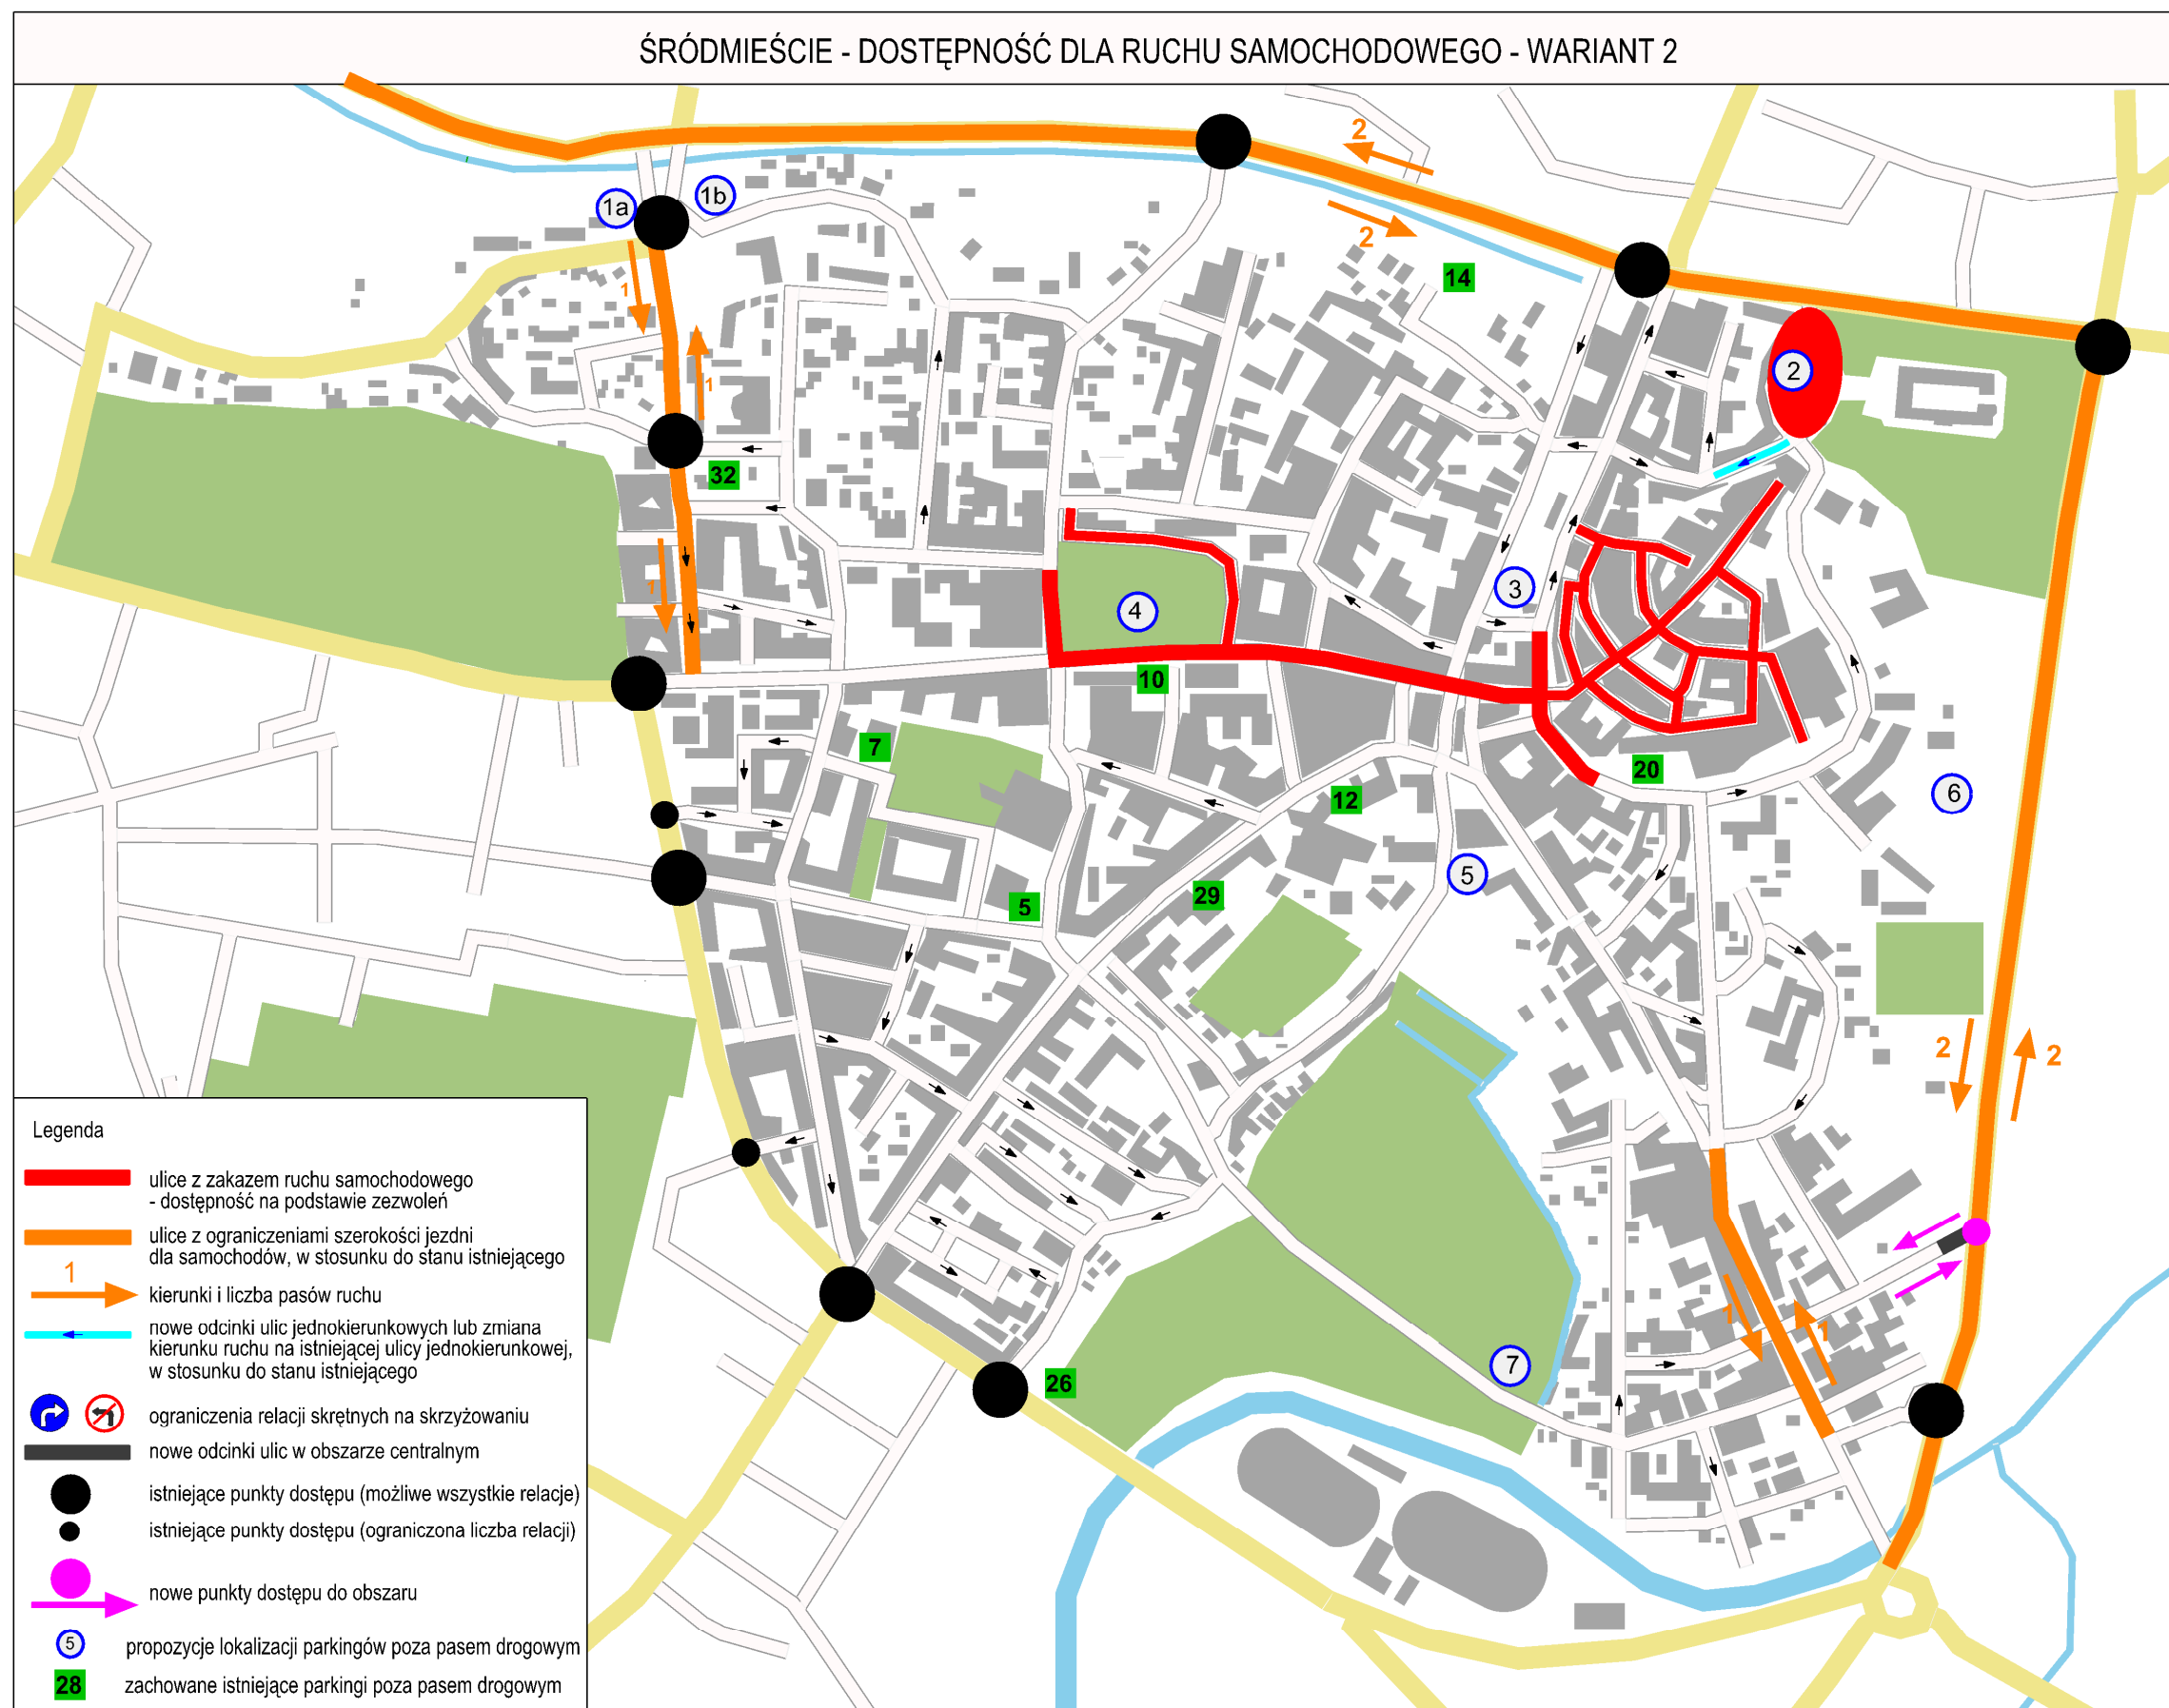 ŚRÓDMIEŚCIE - DOSTĘPNOŚĆ DLA RUCHU SAMOCHODOWEGO - WARIANT 2
2
1a
1b
2
14
1
2
1
32
1
3
4
10
7
20
6
12
5
29
5
2
2
1
1
7
26
Legenda
ulice z zakazem ruchu samochodowego
- dostępność na podstawie zezwoleń
ulice z ograniczeniami szerokości jezdni
dla samochodów, w stosunku do stanu istniejącego
1
kierunki i liczba pasów ruchu
nowe odcinki ulic jednokierunkowych lub zmiana
kierunku ruchu na istniejącej ulicy jednokierunkowej,
w stosunku do stanu istniejącego
ograniczenia relacji skrętnych na skrzyżowaniu
nowe odcinki ulic w obszarze centralnym
istniejące punkty dostępu (możliwe wszystkie relacje)
istniejące punkty dostępu (ograniczona liczba relacji)
nowe punkty dostępu do obszaru
5 propozycje lokalizacji parkingów poza pasem drogowym
28 zachowane istniejące parkingi poza pasem drogowym